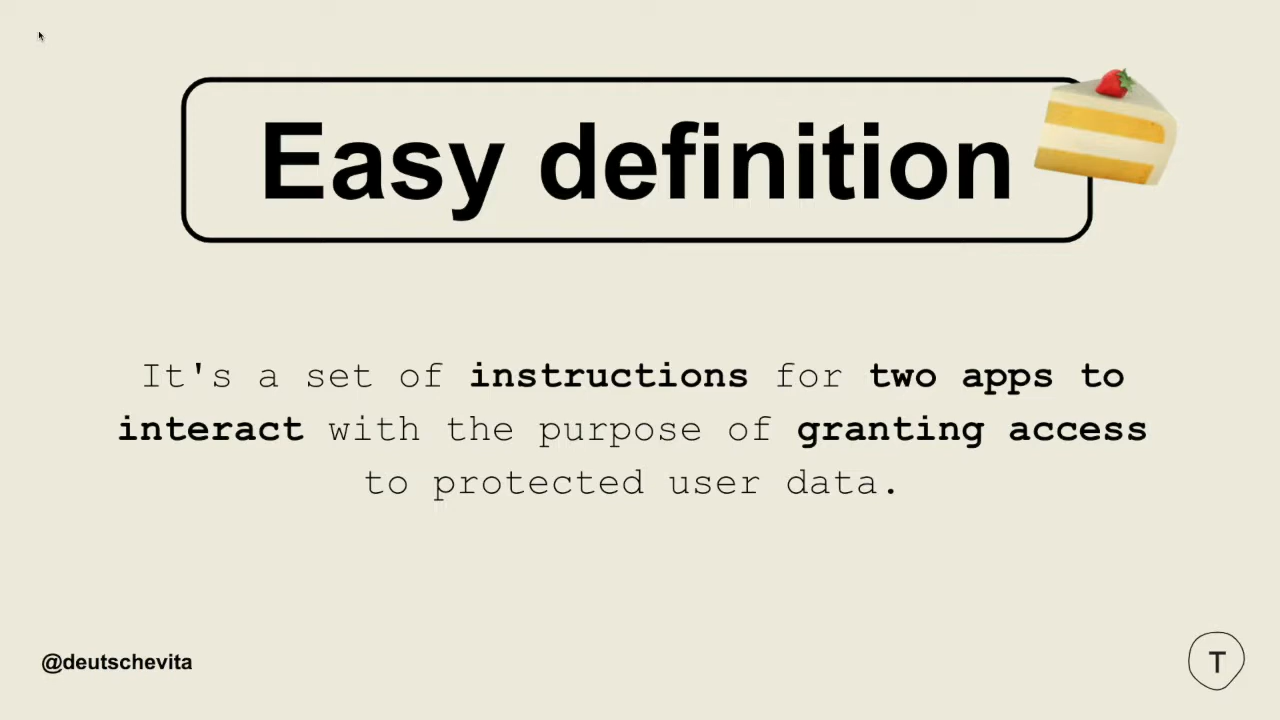 Easy definition
It's a set of instructions for two apps to
interact with the purpose of granting access
to protected user data.
@deutschevita
T